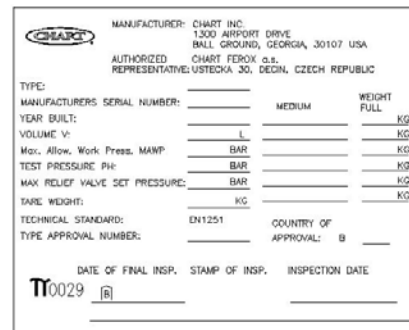 CHART
MANUFACTURER: CHART INC.
1300 AIRPORT DRIVE
BALL GROUND, GEORGIA, 30107 USA
AUTHORIZED CHART FEROX a.s.
REPRESENTATIVE: USTECKA 30, DECIN, CZECH REPUBLIC
TYPE:
MANUFACTURERS SERIAL NUMBER: MEDIUM WEIGHT FULL
YEAR BUILT: KG
VOLUME V: L KG
Max. Allow. Work Press. MAWP BAR KG
TEST PRESSURE PH: BAR KG
MAX RELIEF VALVE SET PRESSURE: BAR KG
TARE WEIGHT: KG KG
TECHNICAL STANDARD: EN1251 COUNTRY OF
TYPE APPROVAL NUMBER: APPROVAL: B
DATE OF FINAL INSP. STAMP OF INSP. INSPECTION DATE
π0029 B